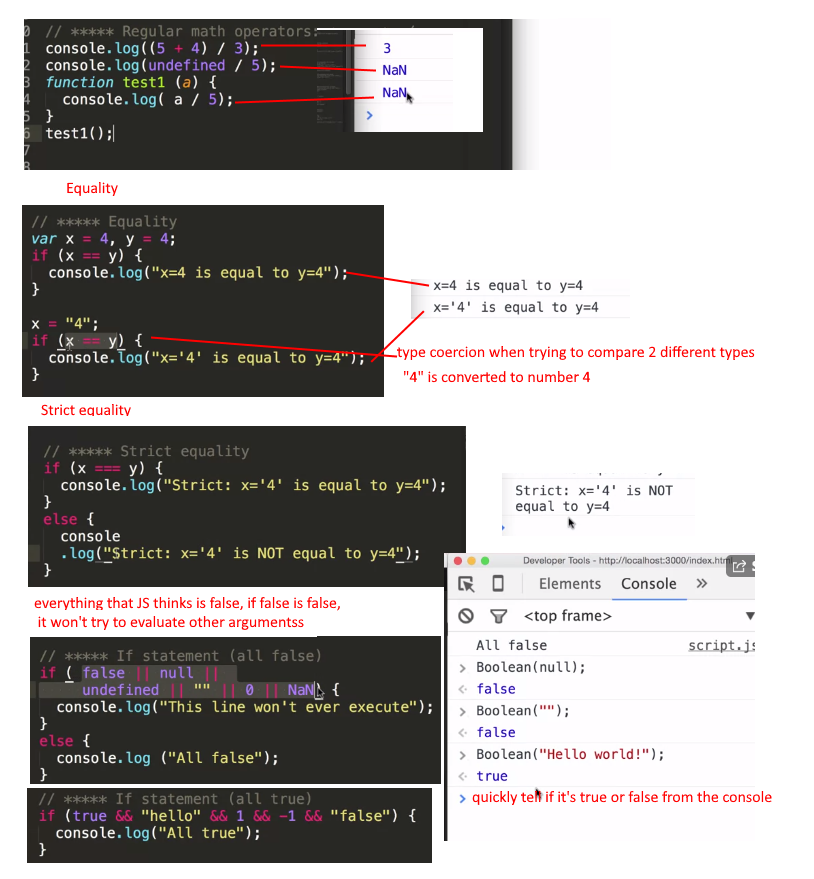 0 // ***** Regular math operators:
1 console.log((5 + 4) / 3);
2 console.log(undefined / 5);
3 function test1 (a) {
4 console.log( a / 5);
5 }
6 test1();
7
8
3
NaN
NaN
>
Equality
// ***** Equality
var x = 4, y = 4;
if (x == y) {
console.log("x=4 is equal to y=4");
}
x = "4";
if (x == y) {
console.log("x='4' is equal to y=4");
}
x=4 is equal to y=4
x='4' is equal to y=4
type coercion when trying to compare 2 different types
"4" is converted to number 4
Strict equality
// ***** Strict equality
if (x === y) {
console.log("Strict: x='4' is equal to y=4");
}
else {
console
.log("Strict: x='4' is NOT equal to y=4");
}
Strict: x='4' is NOT
equal to y=4
everything that JS thinks is false, if false is false,
it won't try to evaluate other argumentss
// ***** If statement (all false)
if ( false || null ||
undefined || "" || 0 || NaN) {
console.log("This line won't ever execute");
}
else {
console.log ("All false");
}
// ***** If statement (all true)
if (true && "hello" && 1 && -1 && "false") {
console.log("All true");
}
Developer Tools - http://localhost:3000/index.html
Elements Console »
<top frame> ▼
All false script.js
> Boolean(null);
< false
> Boolean("");
< false
> Boolean("Hello world!");
< true
> quickly tell if it's true or false from the console